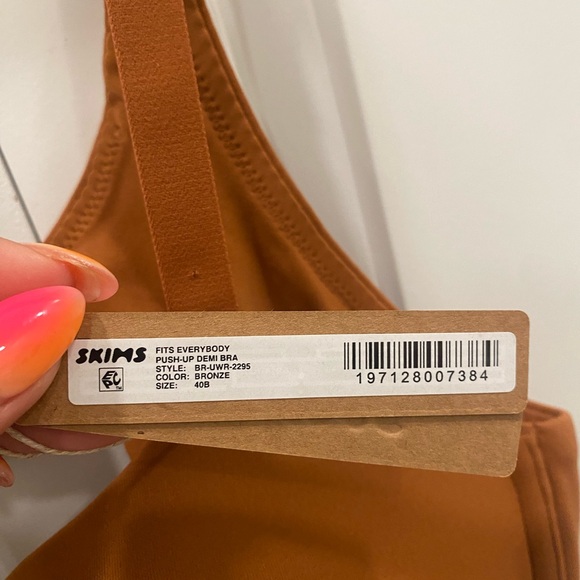 SKIMS
FITS EVERYBODY
PUSH-UP DEMI BRA
STYLE: BR-UWR-2295
COLOR: BRONZE
SIZE: 40B
197128007384